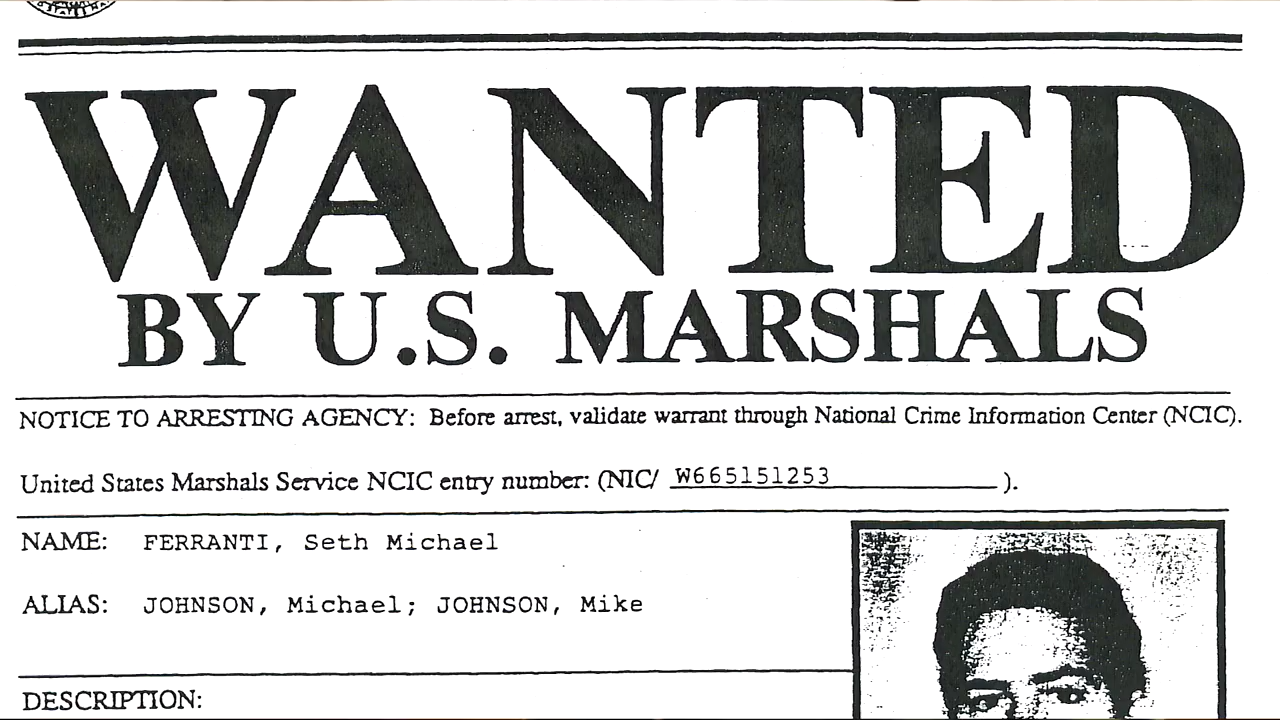 WANTED
BY U.S. MARSHALS
NOTICE TO ARRESTING AGENCY: Before arrest, validate warrant through National Crime Information Center (NCIC).
United States Marshals Service NCIC entry number: (NIC/ W665151253 ).
NAME: FERRANTI, Seth Michael
ALIAS: JOHNSON, Michael; JOHNSON, Mike
DESCRIPTION: